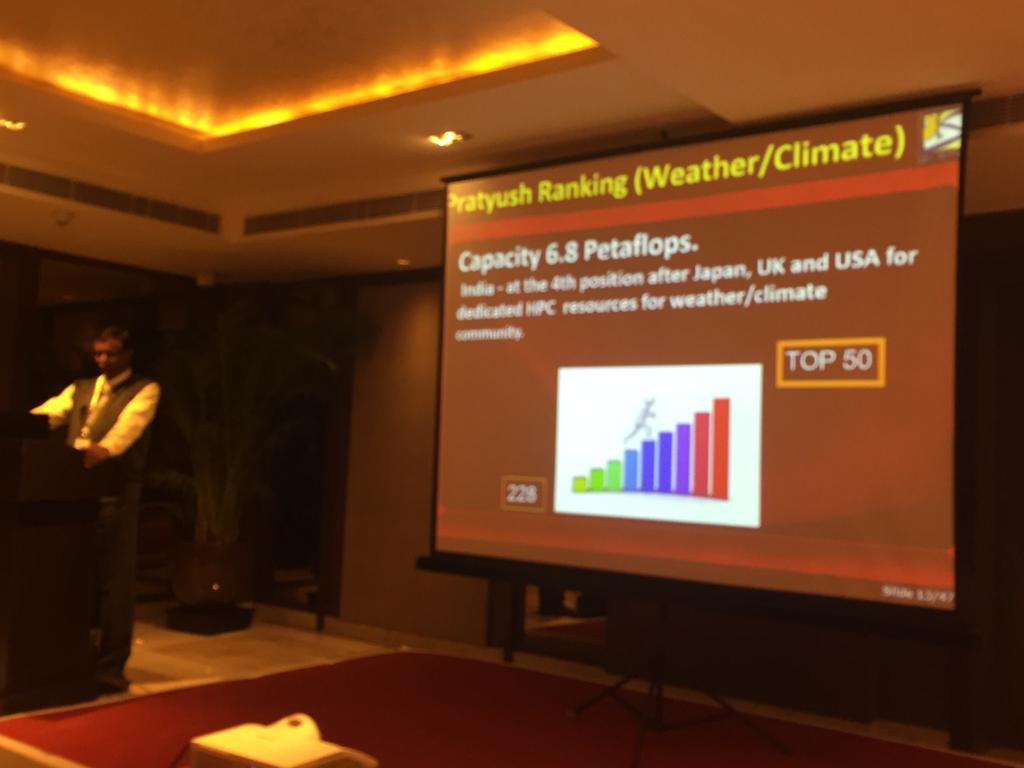 Pratyush Ranking (Weather/Climate)
Capacity 6.8 Petaflops.
India - at the 4th position after Japan, UK and USA for
dedicated HPC resources for weather/climate
community.
TOP 50
228
Slide 13/47